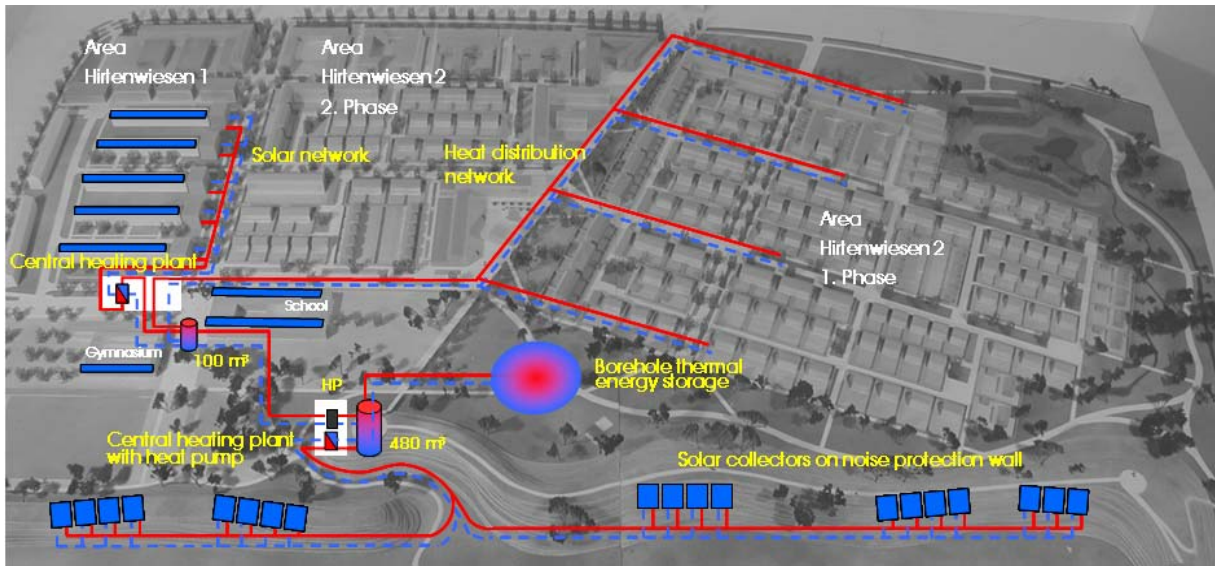 Area
Hirtenwiesen 1
Area
Hirtenwiesen 2
2. Phase
Solar network
Heat distribution
network
Area
Hirtenwiesen 2
1. Phase
Central heating plant
School
Gymnasium
100 m³
HP
Borehole thermal
energy storage
Central heating plant
with heat pump
480 m³
Solar collectors on noise protection wall